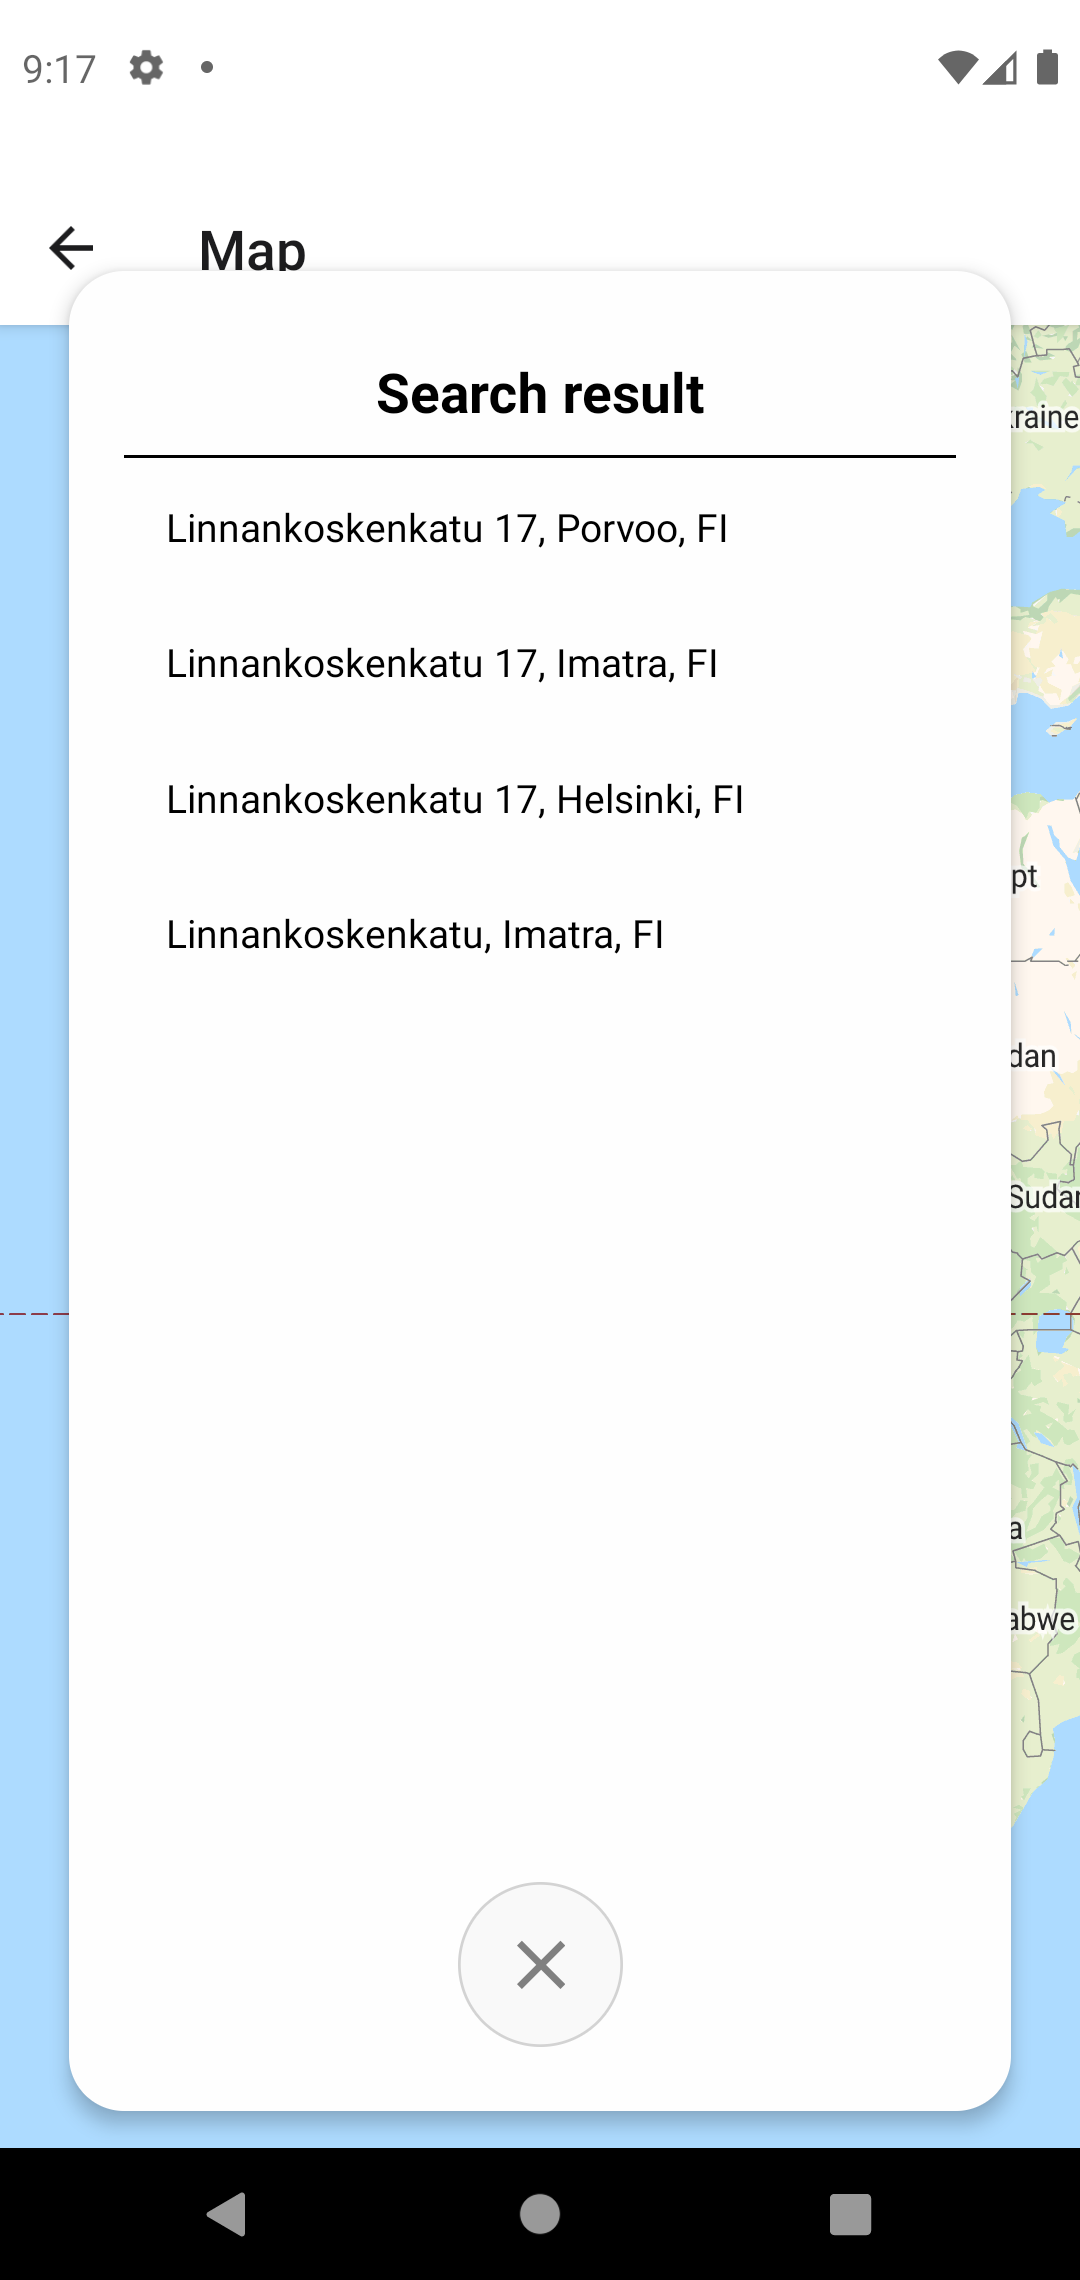 9:17
Map
Search result
Linnankoskenkatu 17, Porvoo, FI
Linnankoskenkatu 17, Imatra, FI
Linnankoskenkatu 17, Helsinki, FI
Linnankoskenkatu, Imatra, FI
kraine
pt
dan
Sudan
a
abwe